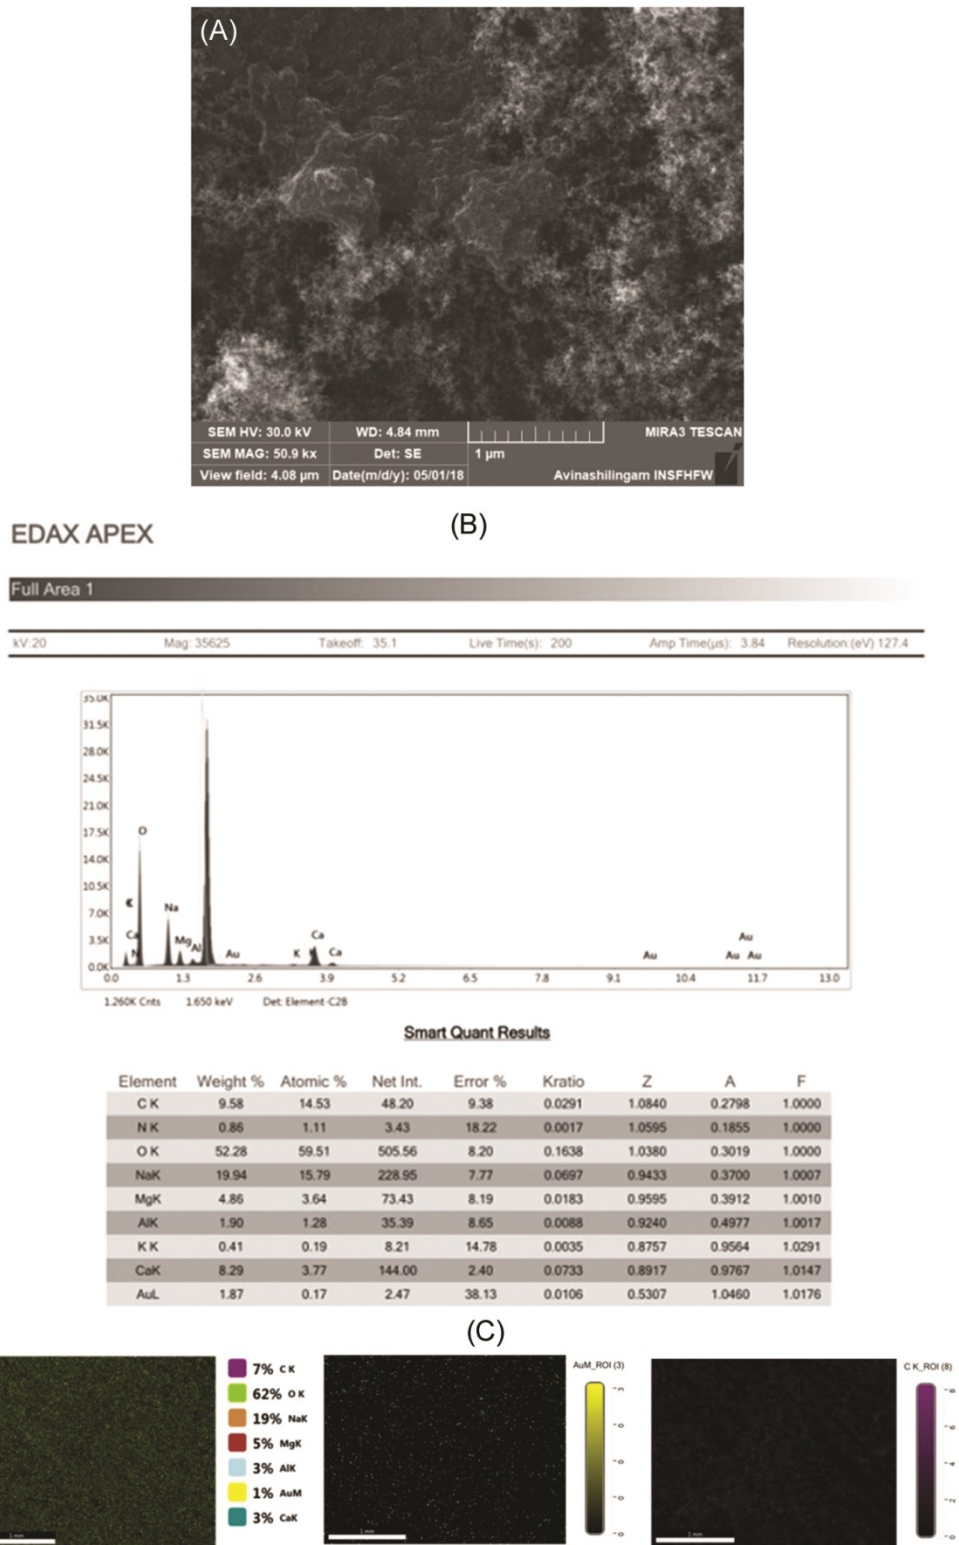 (A)
SEM HV: 30.0 kV WD: 4.84 mm MIRA3 TESCAN
SEM MAG: 50.9 kx Det: SE 1 µm
View field: 4.08 µm Date(m/d/y): 05/01/18 Avinashilingam INSFHFW
(B)
EDAX APEX
Full Area 1
kV:20 Mag: 35625 Takeoff: 35.1 Live Time(s): 200 Amp Time(µs): 3.84 Resolution:(eV) 127.4
35.0K
31.5K
28.0K
24.5K
21.0K
17.5K
O
14.0K
10.5K
C
7.0K
Na
Ca
3.5K
Mg
Al
N
Au
K
Ca
Ca
Au
Au
Au Au
0.0K
0.0 1.3 2.6 3.9 5.2 6.5 7.8 9.1 10.4 11.7 13.0
1.260K Cnts 1.650 keV Det: Element-C2B
Smart Quant Results
Element Weight % Atomic % Net Int. Error % Kratio Z A F
C K 9.58 14.53 48.20 9.38 0.0291 1.0840 0.2798 1.0000
N K 0.86 1.11 3.43 18.22 0.0017 1.0595 0.1855 1.0000
O K 52.28 59.51 505.56 8.20 0.1638 1.0380 0.3019 1.0000
NaK 19.94 15.79 228.95 7.77 0.0697 0.9433 0.3700 1.0007
MgK 4.86 3.64 73.43 8.19 0.0183 0.9595 0.3912 1.0010
AlK 1.90 1.28 35.39 8.65 0.0088 0.9240 0.4977 1.0017
K K 0.41 0.19 8.21 14.78 0.0035 0.8757 0.9564 1.0291
CaK 8.29 3.77 144.00 2.40 0.0733 0.8917 0.9767 1.0147
AuL 1.87 0.17 2.47 38.13 0.0106 0.5307 1.0460 1.0176
(C)
7% C K
62% O K
19% NaK
5% MgK
3% AlK
1% AuM
3% CaK
1 mm
AuM_ROI (3)
1 mm
C K_ROI (8)
1 mm